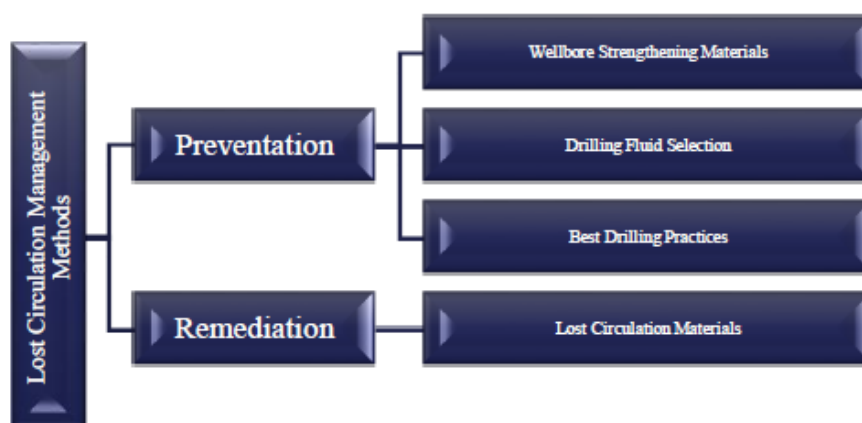 Lost Circulation Management
Methods
Preventation
Remediation
Wellbore Strengthening Materials
Drilling Fluid Selection
Best Drilling Practices
Lost Circulation Materials